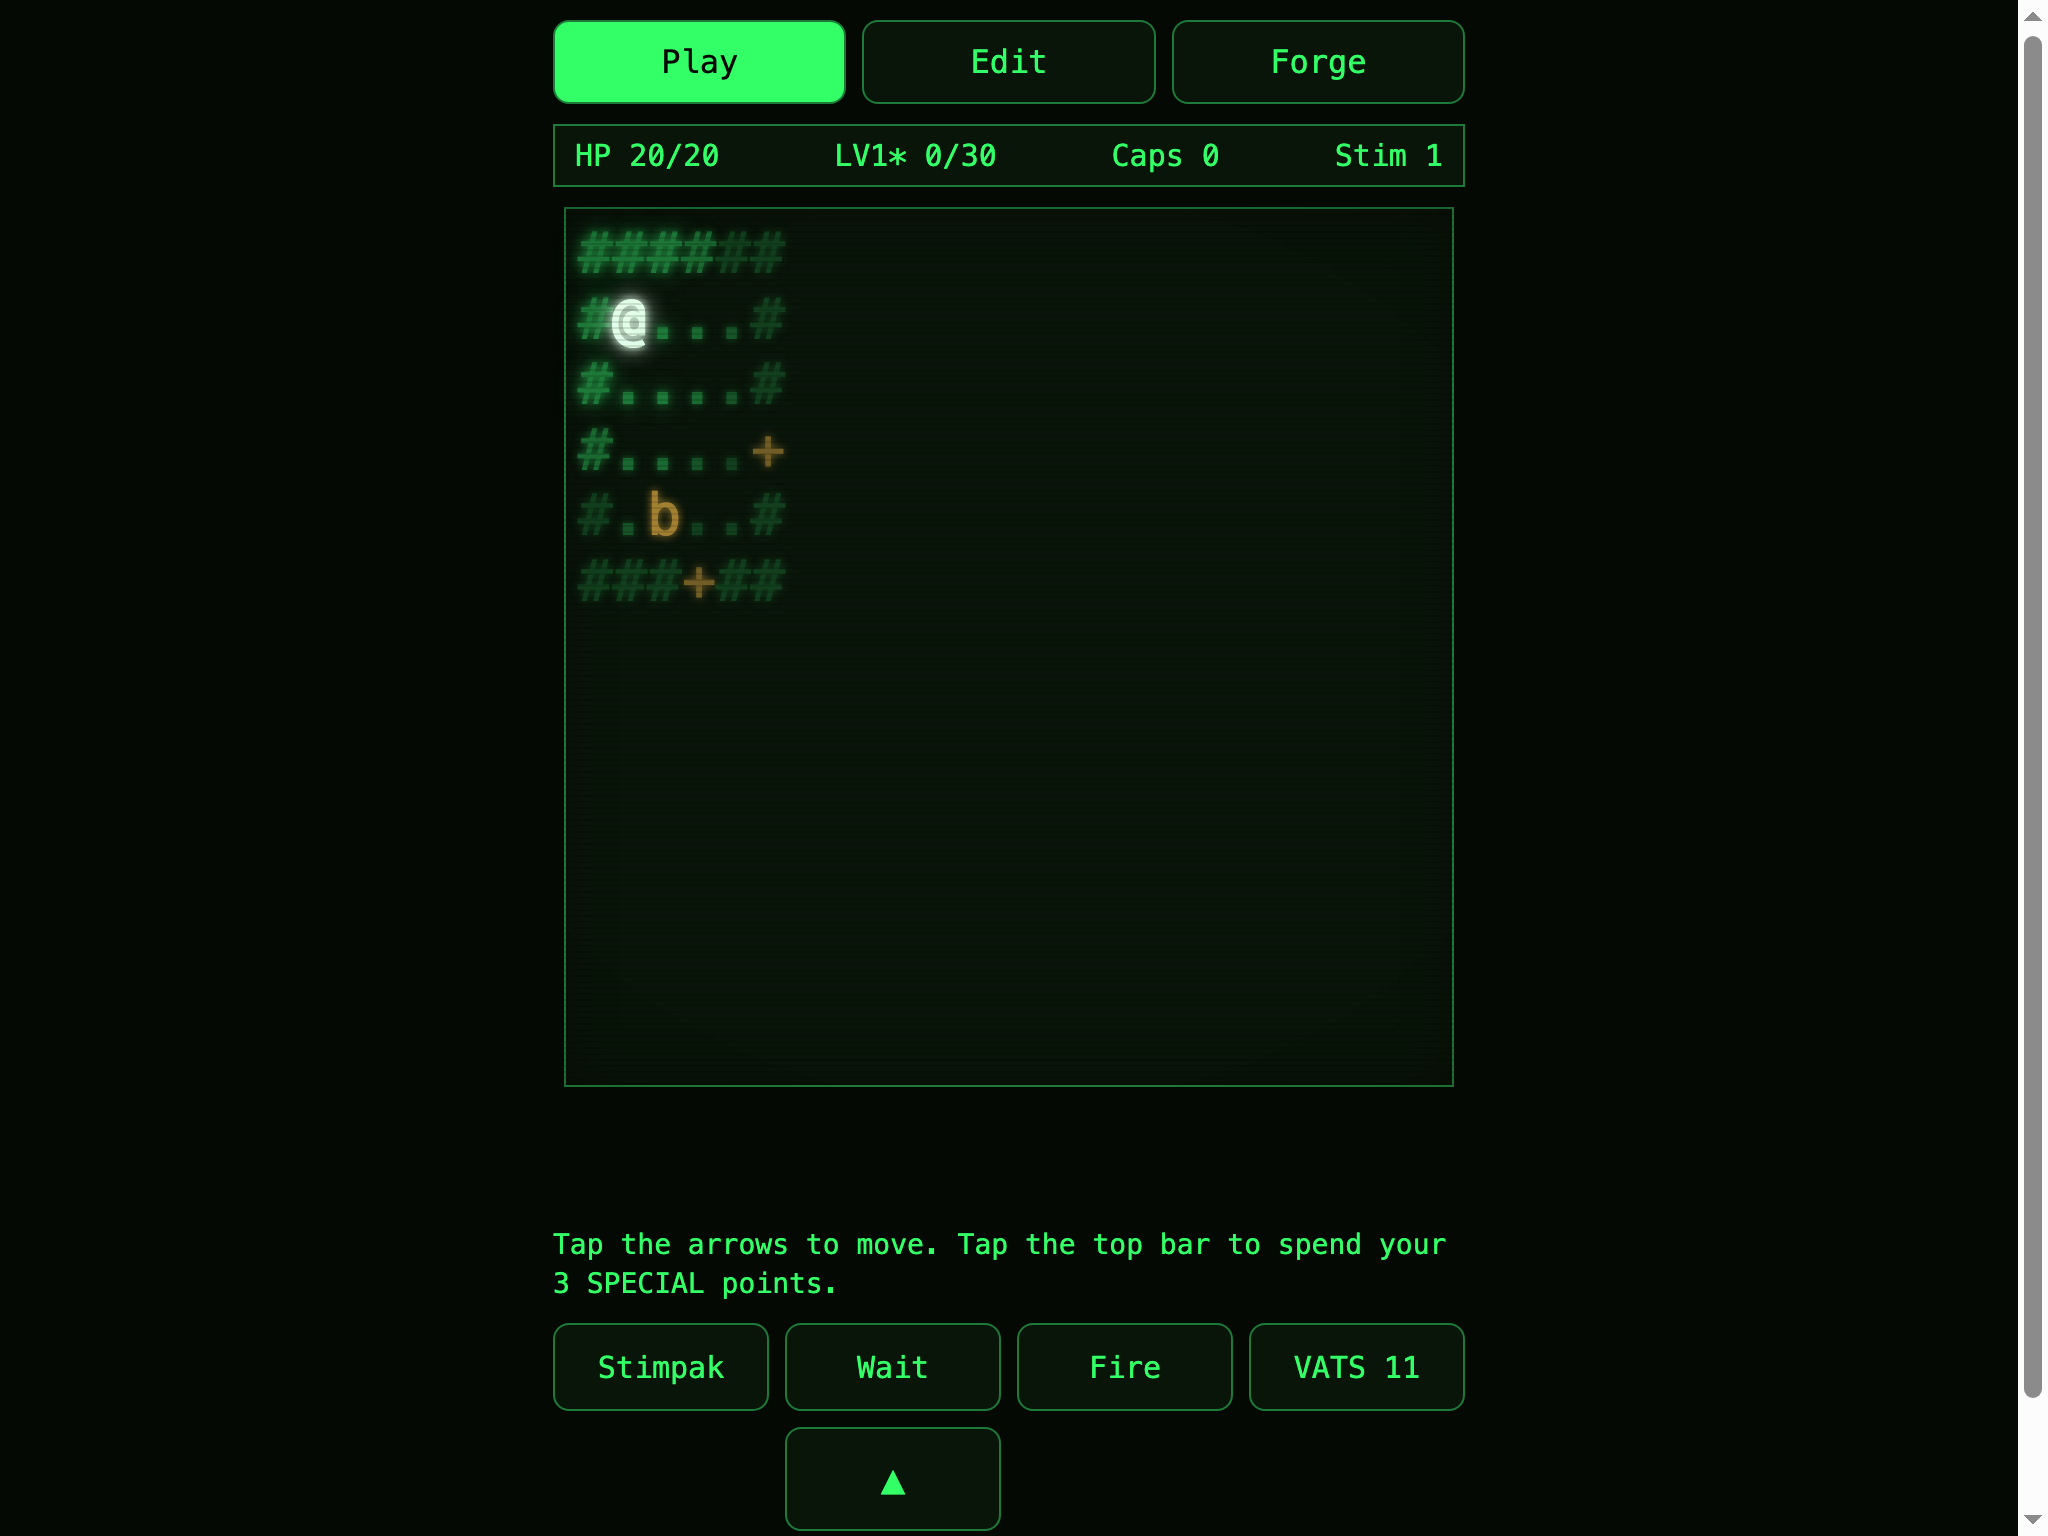 Play Edit Forge
HP 20/20 LV1* 0/30 Caps 0 Stim 1
######
#@...#
#....#
#....+
#.b..#
###+##
Tap the arrows to move. Tap the top bar to spend your
3 SPECIAL points.
Stimpak Wait Fire VATS 11
▲